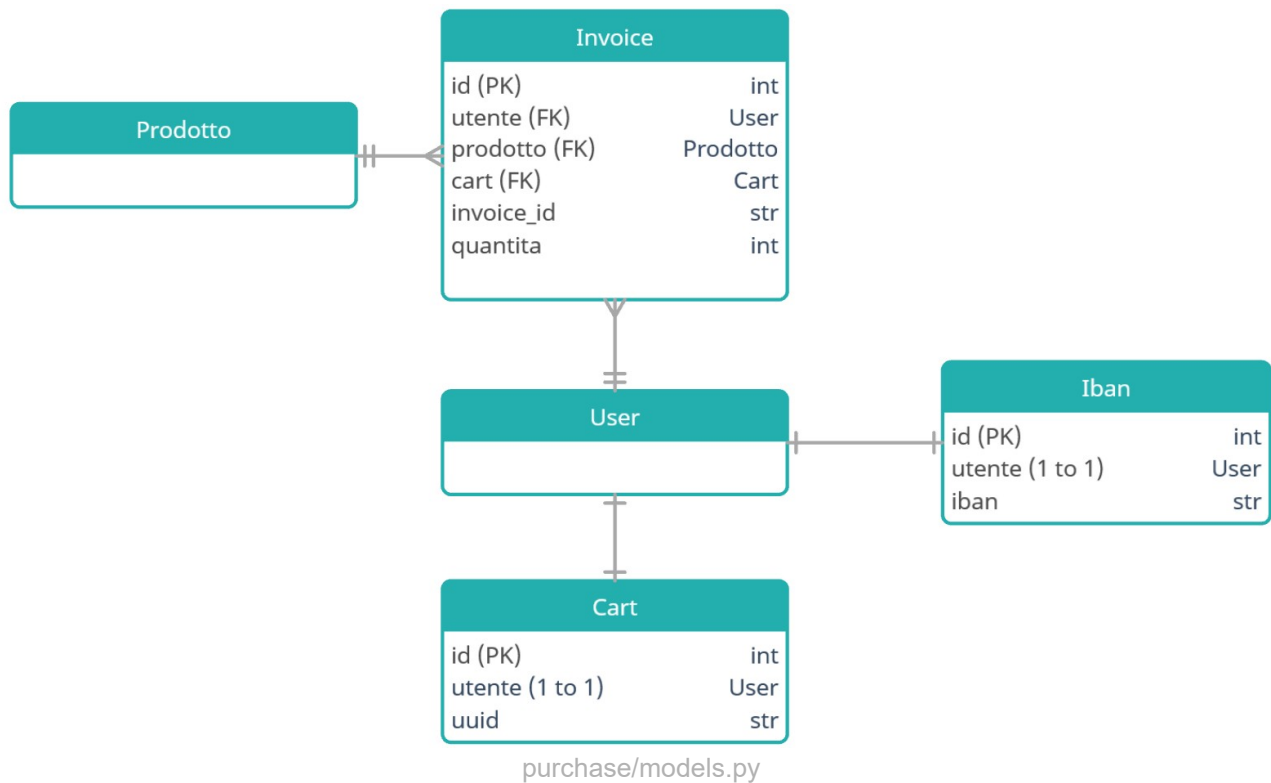 Invoice
id (PK) int
utente (FK) User
prodotto (FK) Prodotto
cart (FK) Cart
invoice_id str
quantita int
Prodotto
User
Iban
id (PK) int
utente (1 to 1) User
iban str
Cart
id (PK) int
utente (1 to 1) User
uuid str
purchase/models.py